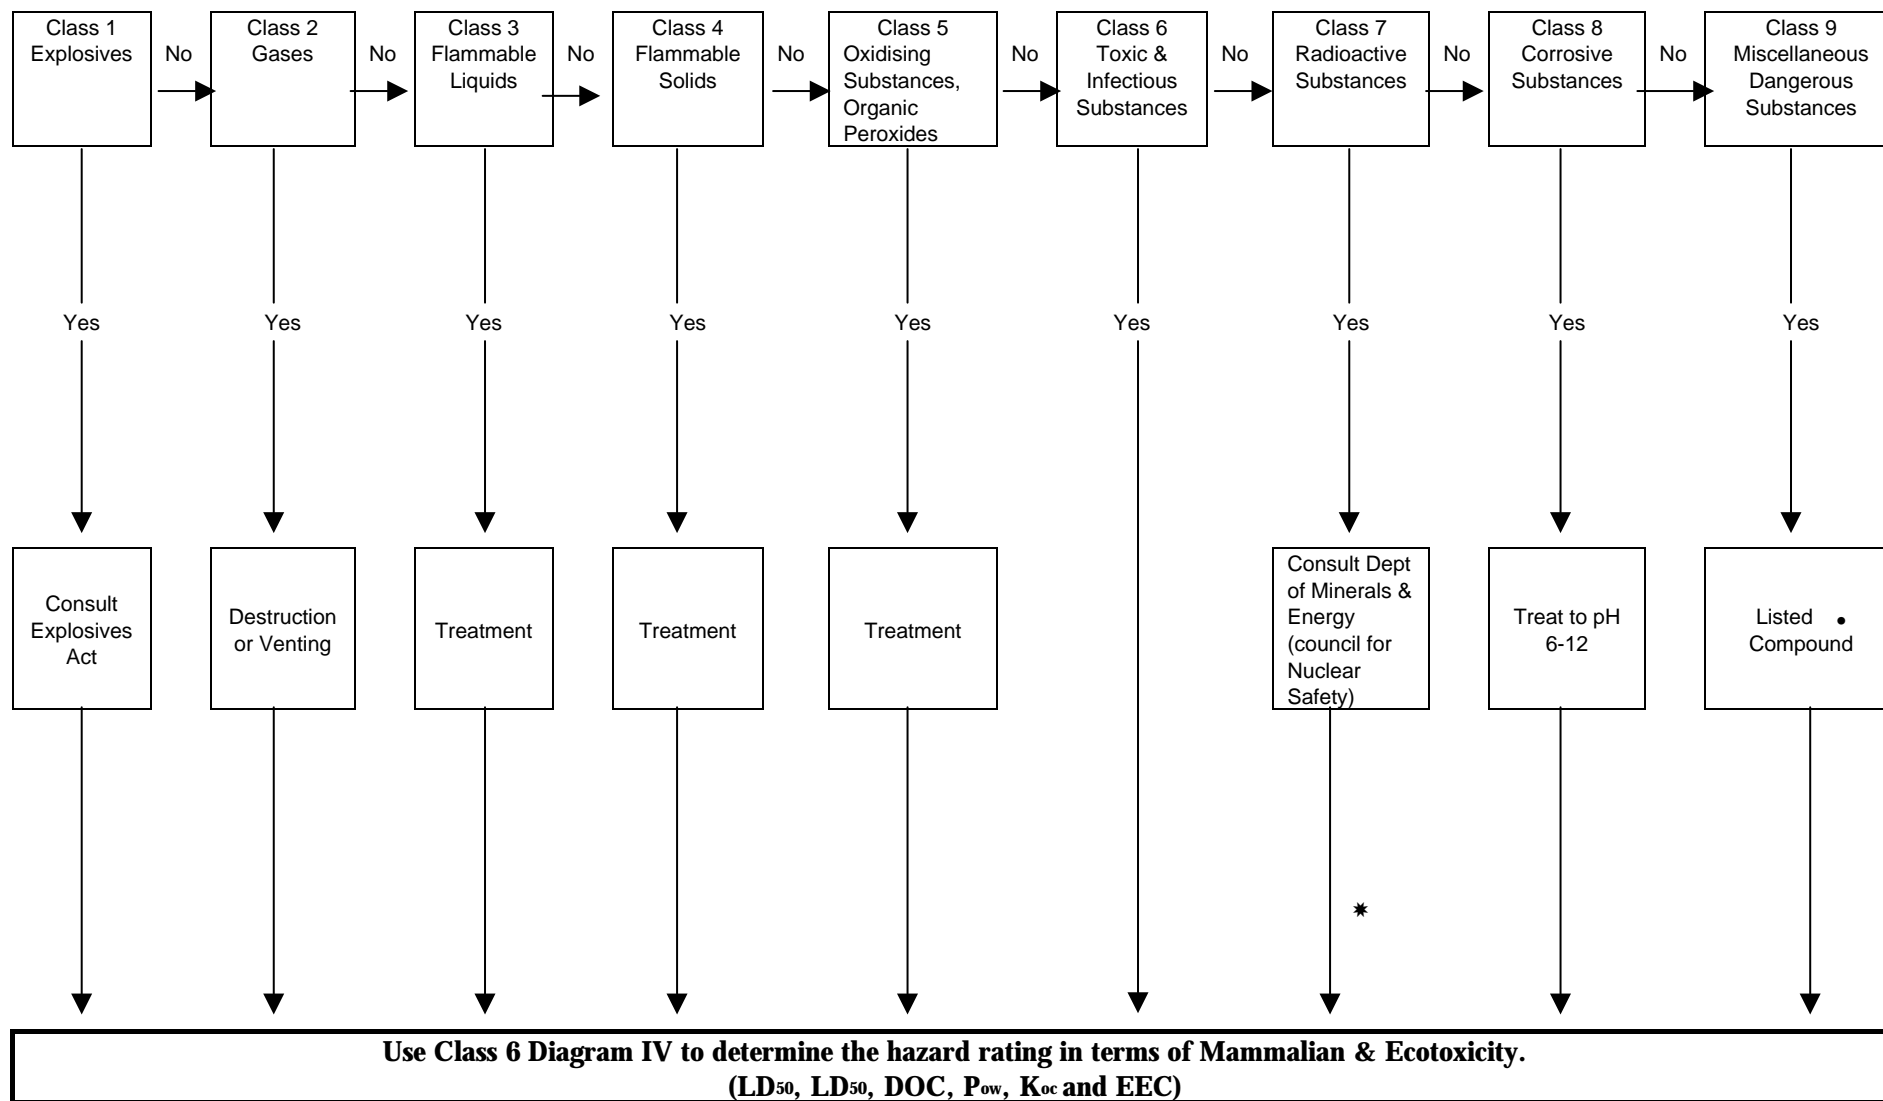 Class 1
Explosives
No
Class 2
Gases
No
Class 3
Flammable
Liquids
No
Class 4
Flammable
Solids
No
Class 5
Oxidising
Substances,
Organic
Peroxides
No
Class 6
Toxic &
Infectious
Substances
No
Class 7
Radioactive
Substances
No
Class 8
Corrosive
Substances
No
Class 9
Miscellaneous
Dangerous
Substances
Yes
Yes
Yes
Yes
Yes
Yes
Yes
Yes
Yes
Consult
Explosives
Act
Destruction
or Venting
Treatment
Treatment
Treatment
Consult Dept
of Minerals &
Energy
(council for
Nuclear
Safety)
Treat to pH
6-12
Listed •
Compound
✷
Use Class 6 Diagram IV to determine the hazard rating in terms of Mammalian & Ecotoxicity.
(LD50, LD50, DOC, Pow, Koc and EEC)